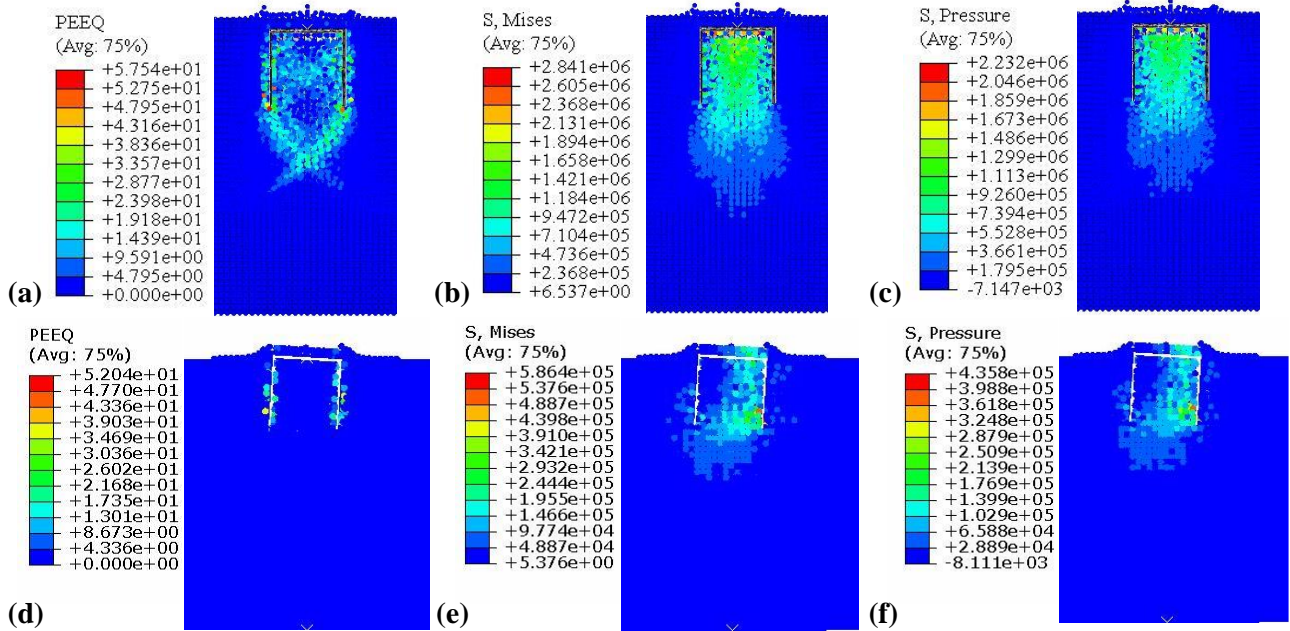 PEEQ
(Avg: 75%)
+5.754e+01
+5.275e+01
+4.795e+01
+4.316e+01
+3.836e+01
+3.357e+01
+2.877e+01
+2.398e+01
+1.918e+01
+1.439e+01
+9.591e+00
+4.795e+00
+0.000e+00
(a)
S, Mises
(Avg: 75%)
+2.841e+06
+2.605e+06
+2.368e+06
+2.131e+06
+1.894e+06
+1.658e+06
+1.421e+06
+1.184e+06
+9.472e+05
+7.104e+05
+4.736e+05
+2.368e+05
+6.537e+00
(b)
S, Pressure
(Avg: 75%)
+2.232e+06
+2.046e+06
+1.859e+06
+1.673e+06
+1.486e+06
+1.299e+06
+1.113e+06
+9.260e+05
+7.394e+05
+5.528e+05
+3.661e+05
+1.795e+05
-7.147e+03
(c)
PEEQ
(Avg: 75%)
+5.204e+01
+4.770e+01
+4.336e+01
+3.903e+01
+3.469e+01
+3.036e+01
+2.602e+01
+2.168e+01
+1.735e+01
+1.301e+01
+8.673e+00
+4.336e+00
+0.000e+00
(d)
S, Mises
(Avg: 75%)
+5.864e+05
+5.376e+05
+4.887e+05
+4.398e+05
+3.910e+05
+3.421e+05
+2.932e+05
+2.444e+05
+1.955e+05
+1.466e+05
+9.774e+04
+4.887e+04
+5.376e+00
(e)
S, Pressure
(Avg: 75%)
+4.358e+05
+3.988e+05
+3.618e+05
+3.248e+05
+2.879e+05
+2.509e+05
+2.139e+05
+1.769e+05
+1.399e+05
+1.029e+05
+6.588e+04
+2.889e+04
-8.111e+03
(f)